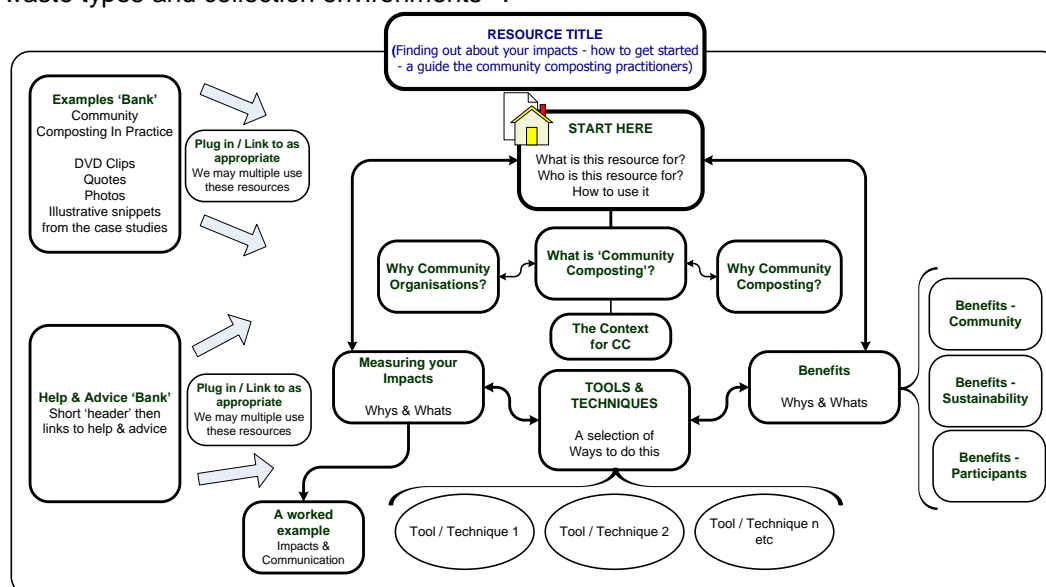 waste types and collection environments
RESOURCE TITLE
(Finding out about your impacts - how to get started
- a guide the community composting practitioners)
Examples ‘Bank’
Community
Composting In Practice
DVD Clips
Quotes
Photos
Illustrative snippets
from the case studies
Plug in / Link to as
appropriate
We may multiple use
these resources
START HERE
What is this resource for?
Who is this resource for?
How to use it
Why Community
Organisations?
What is ‘Community
Composting’?
Why Community
Composting?
The Context
for CC
Help & Advice ‘Bank’
Short ‘header’ then
links to help & advice
Plug in / Link to as
appropriate
We may multiple use
these resources
Measuring your
Impacts
Whys & Whats
TOOLS &
TECHNIQUES
A selection of
Ways to do this
Benefits
Whys & Whats
Benefits -
Community
Benefits -
Sustainability
Benefits -
Participants
A worked
example
Impacts &
Communication
Tool / Technique 1
Tool / Technique 2
Tool / Technique n
etc